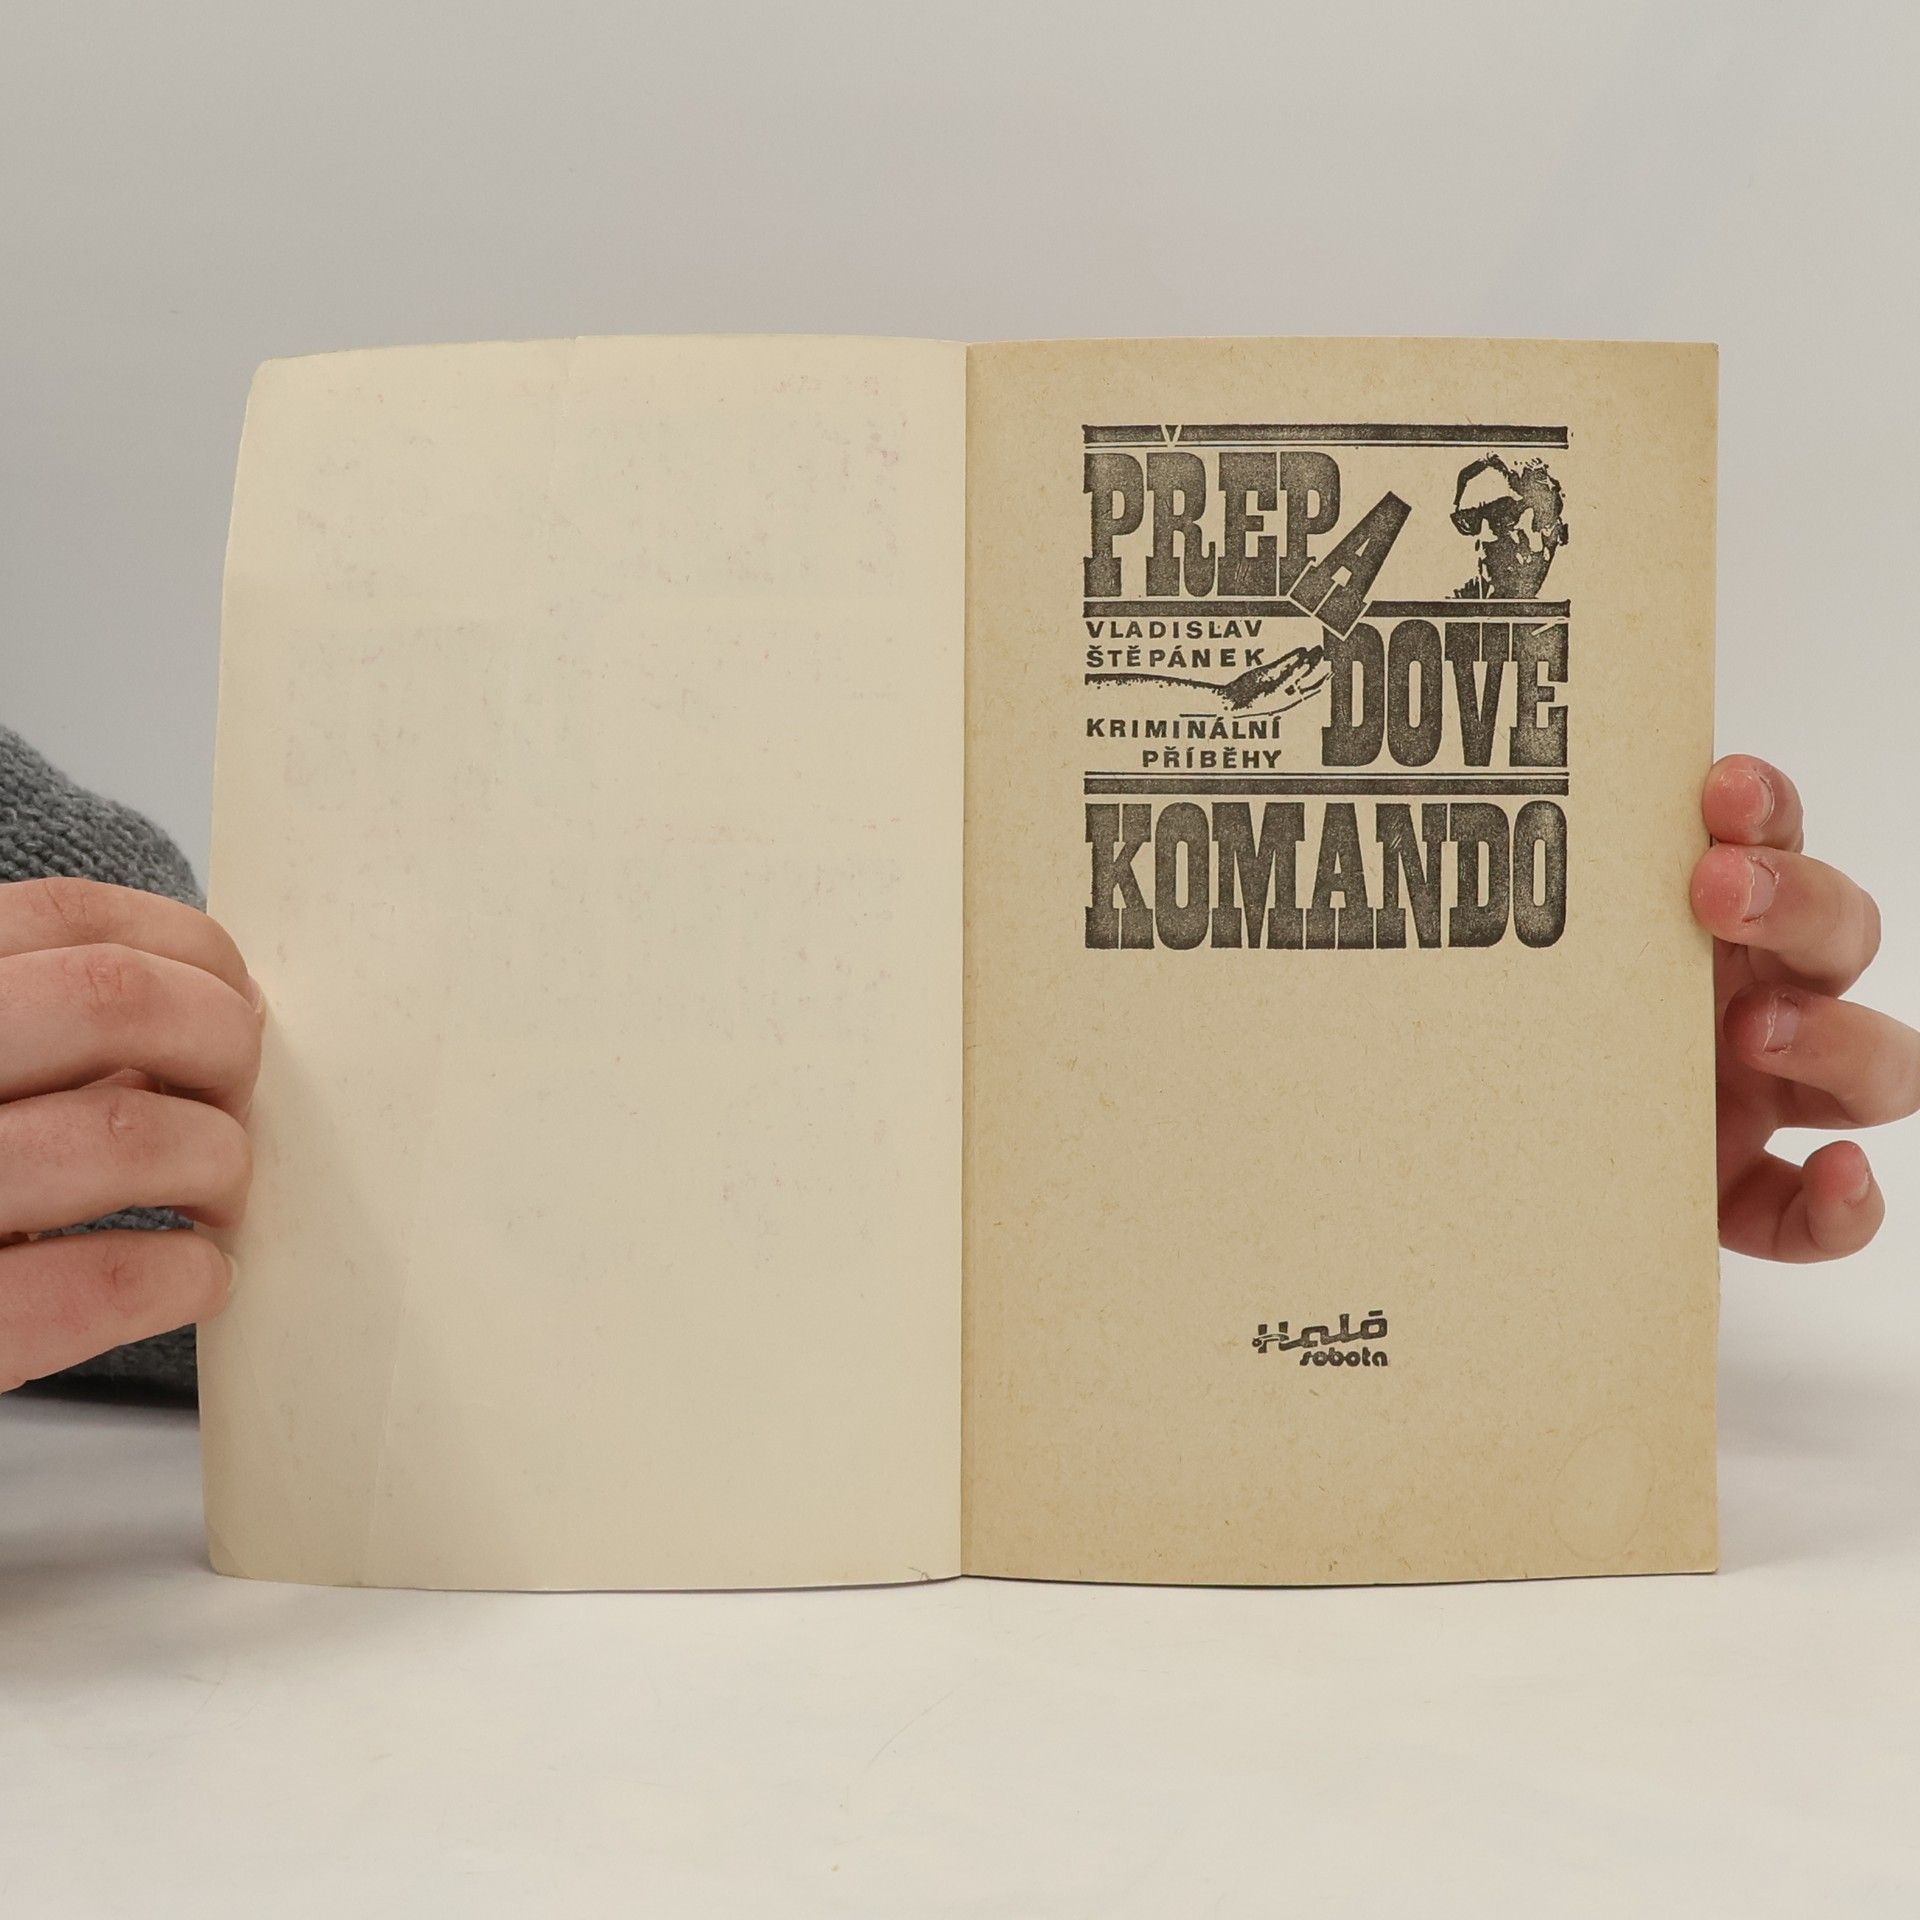 PŘEPA
VLADISLAV
ŠTĚPÁNEK
DOVÉ
KRIMINÁLNÍ
PŘÍBĚHY
KOMANDO
Haló
sobota